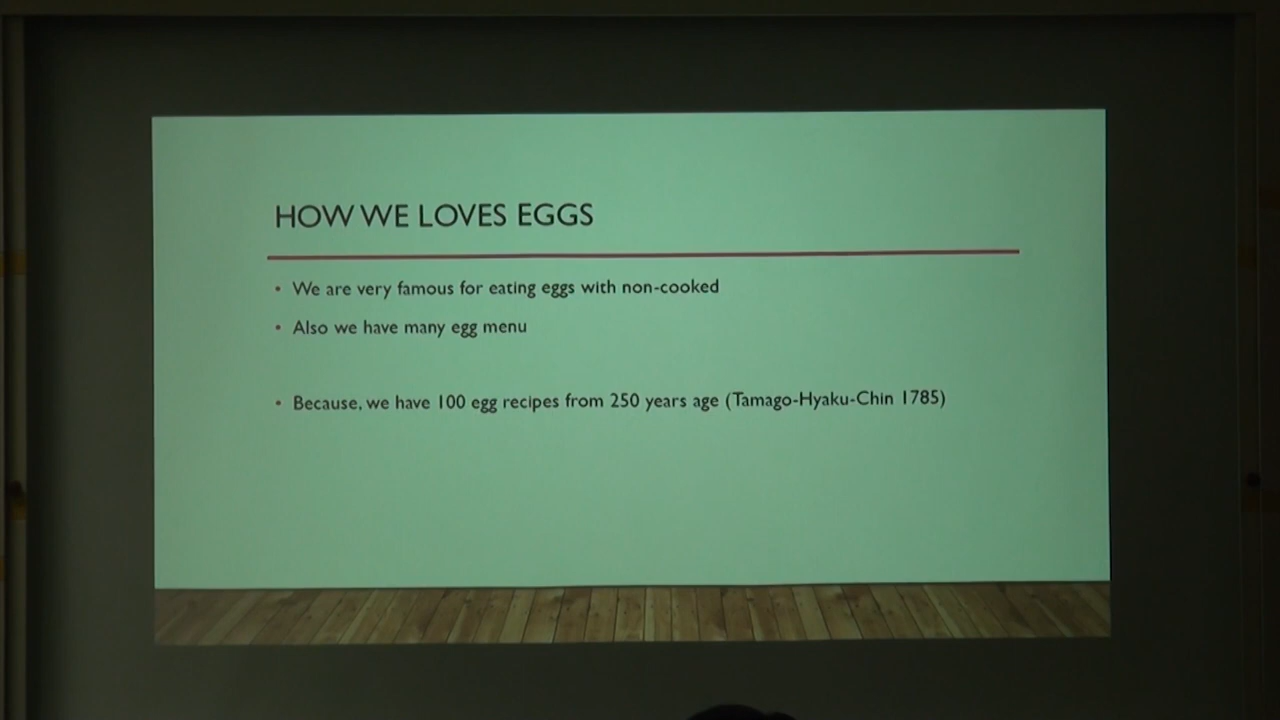 HOW WE LOVES EGGS
• We are very famous for eating eggs with non-cooked
• Also we have many egg menu
• Because, we have 100 egg recipes from 250 years age (Tamago-Hyaku-Chin 1785)